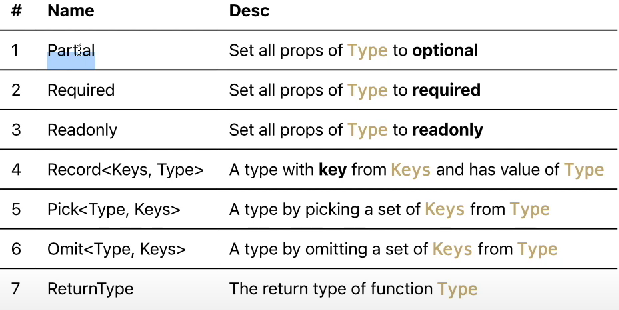 # Name Desc
1 Partial Set all props of Type to optional
2 Required Set all props of Type to required
3 Readonly Set all props of Type to readonly
4 Record<Keys, Type> A type with key from Keys and has value of Type
5 Pick<Type, Keys> A type by picking a set of Keys from Type
6 Omit<Type, Keys> A type by omitting a set of Keys from Type
7 ReturnType The return type of function Type